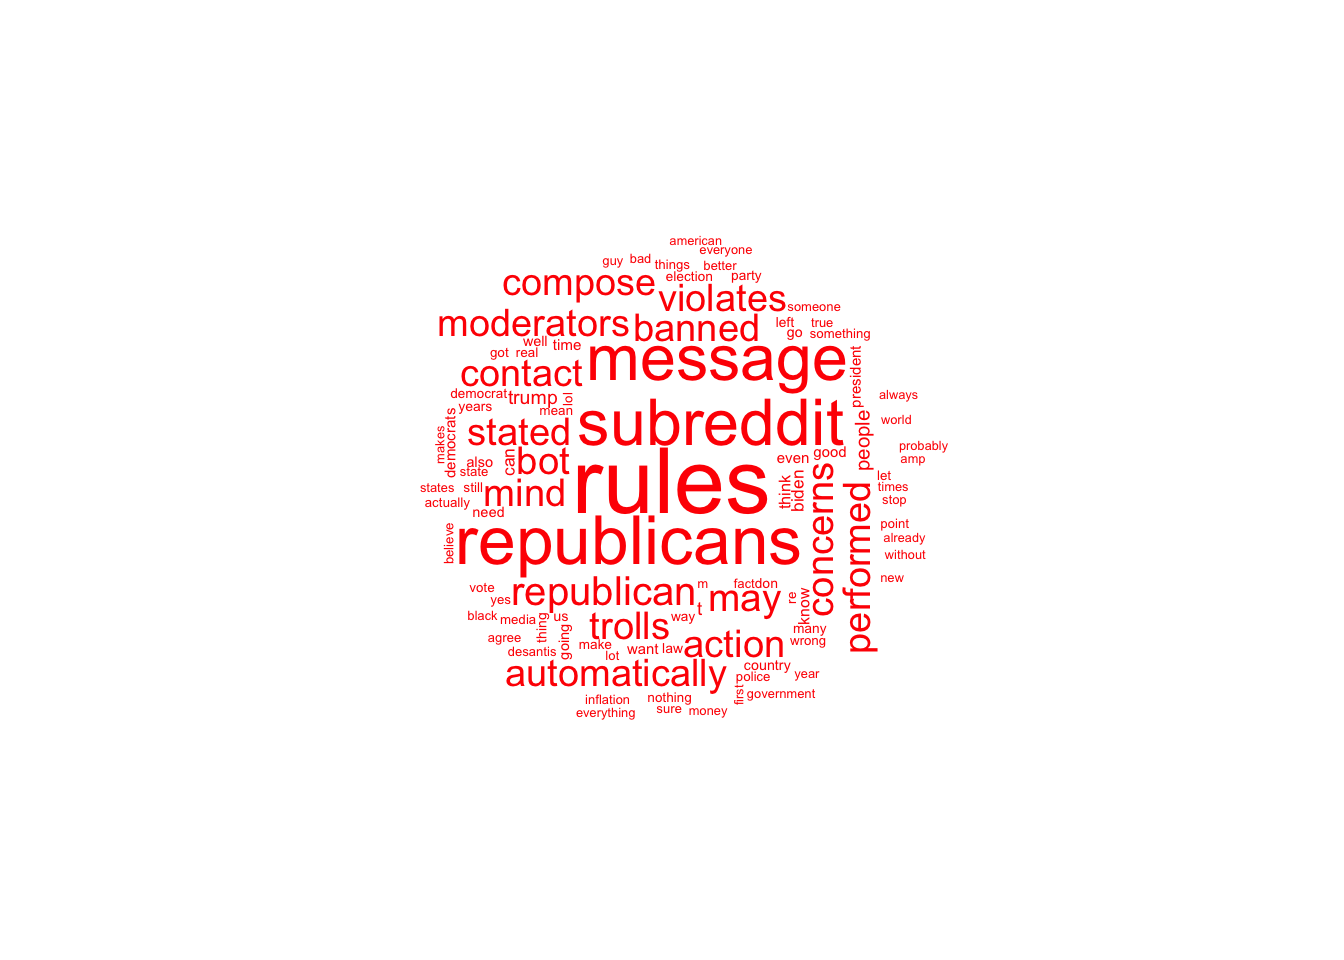 american
everyone
guy
bad
things
better
compose
election
party
violates
someone
moderators
banned
left
true
go
something
well
time
got
real
message
contact
president
democrat
trump
lol
always
years
mean
subreddit
people
world
makes
democrats
stated
even
good
probably
also
can
bot
amp
state
rules
think
biden
concerns
let
states
still
mind
times
actually
stop
need
performed
believe
republicans
point
already
without
new
vote
republican
m
factdon
yes
may
re
know
black
media
us
t
way
thing
going
trolls
many
agree
make
action
wrong
desantis
lot
want
law
automatically
country
police
year
inflation
nothing
first
government
everything
sure
money